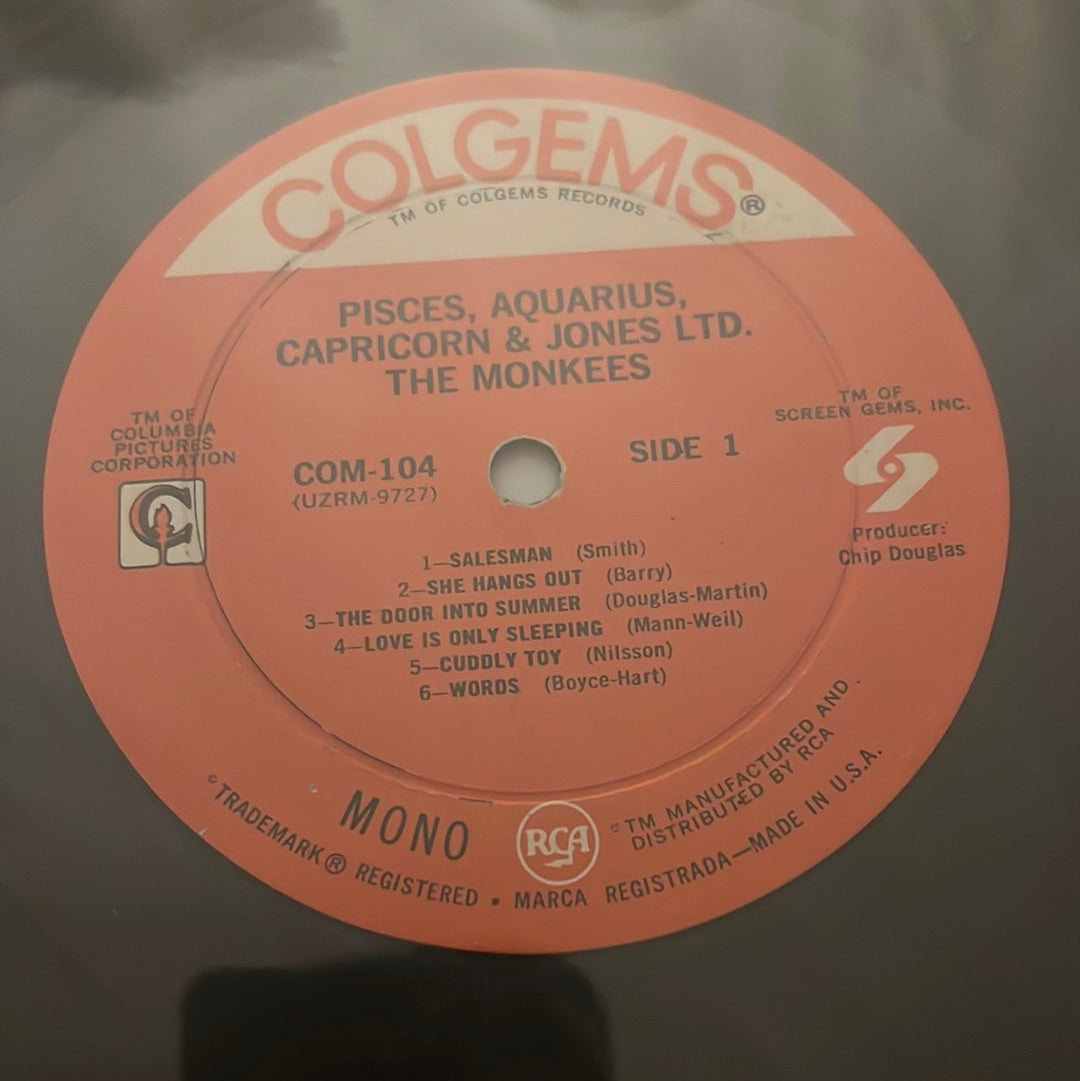 COLGEMS®
TM OF COLGEMS RECORDS
PISCES, AQUARIUS,
CAPRICORN & JONES LTD.
THE MONKEES
TM OF
COLUMBIA
PICTURES
CORPORATION
C
COM-104
(UZRM-9727)
SIDE 1
TM OF
SCREEN GEMS, INC.
Producer:
Chip Douglas
1—SALESMAN (Smith)
2—SHE HANGS OUT (Barry)
3—THE DOOR INTO SUMMER (Douglas-Martin)
4—LOVE IS ONLY SLEEPING (Mann-Weil)
5—CUDDLY TOY (Nilsson)
6—WORDS (Boyce-Hart)
MONO
RCA
TM MANUFACTURED AND
DISTRIBUTED BY RCA
TRADEMARK ® REGISTERED • MARCA REGISTRADA—MADE IN U.S.A.